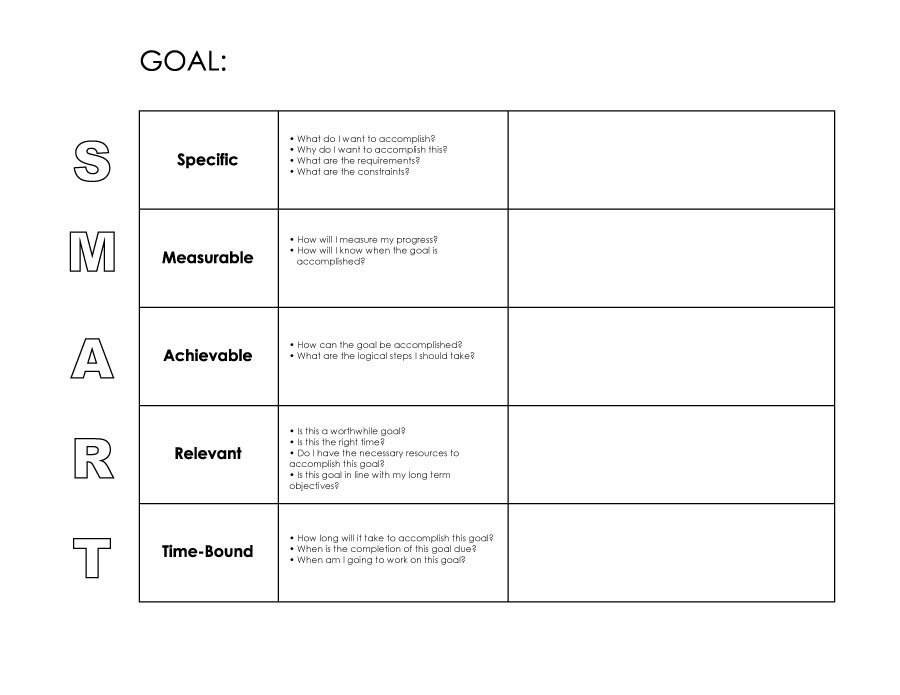 GOAL:
S
Specific
• What do I want to accomplish?
• Why do I want to accomplish this?
• What are the requirements?
• What are the constraints?
M
Measurable
• How will I measure my progress?
• How will I know when the goal is
accomplished?
A
Achievable
• How can the goal be accomplished?
• What are the logical steps I should take?
R
Relevant
• Is this a worthwhile goal?
• Is this the right time?
• Do I have the necessary resources to
accomplish this goal?
• Is this goal in line with my long term
objectives?
T
Time-Bound
• How long will it take to accomplish this goal?
• When is the completion of this goal due?
• When am I going to work on this goal?